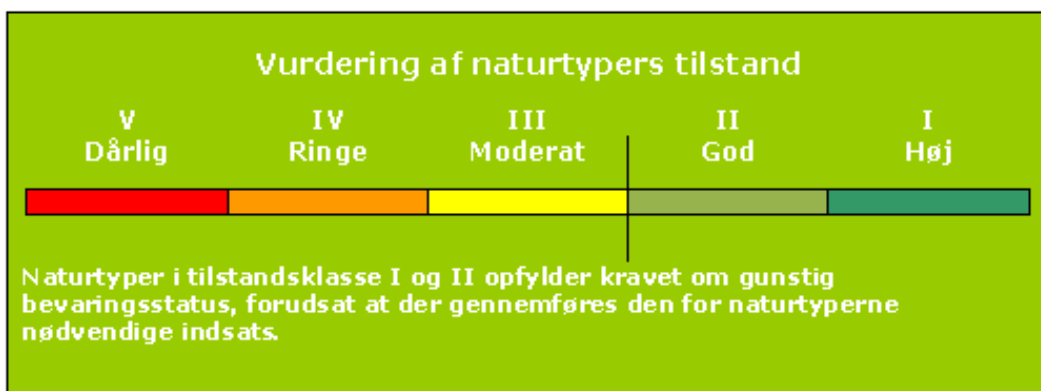 Vurdering af naturtypers tilstand
V IV III II I
Dårlig Ringe Moderat God Høj
Naturtyper i tilstandsklasse I og II opfylder kravet om gunstig
bevaringsstatus, forudsat at der gennemføres den for naturtyperne
nødvendige indsats.